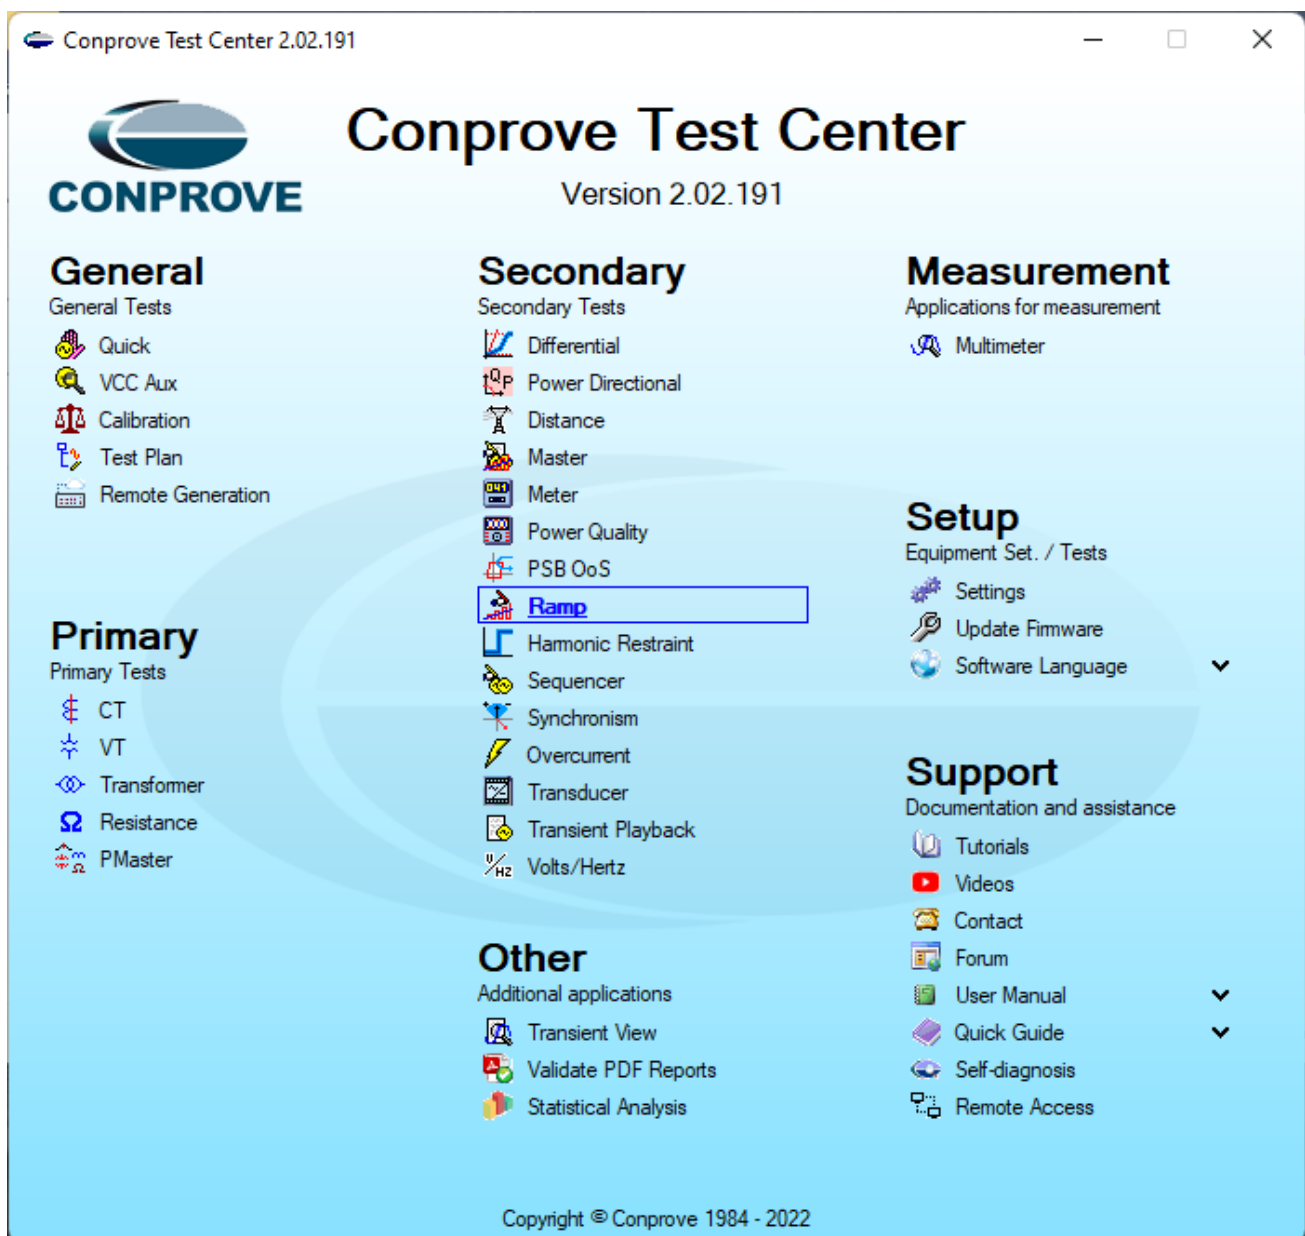 Conprove Test Center 2.02.191
CONPROVE
Conprove Test Center
Version 2.02.191
General
General Tests
Quick
VCC Aux
Calibration
Test Plan
Remote Generation
Primary
Primary Tests
CT
VT
Transformer
Resistance
PMaster
Secondary
Secondary Tests
Differential
Power Directional
Distance
Master
Meter
Power Quality
PSB OoS
Ramp
Harmonic Restraint
Sequencer
Synchronism
Overcurrent
Transducer
Transient Playback
Volts/Hertz
Other
Additional applications
Transient View
Validate PDF Reports
Statistical Analysis
Measurement
Applications for measurement
Multimeter
Setup
Equipment Set. / Tests
Settings
Update Firmware
Software Language
Support
Documentation and assistance
Tutorials
Videos
Contact
Forum
User Manual
Quick Guide
Self-diagnosis
Remote Access
Copyright © Conprove 1984 - 2022